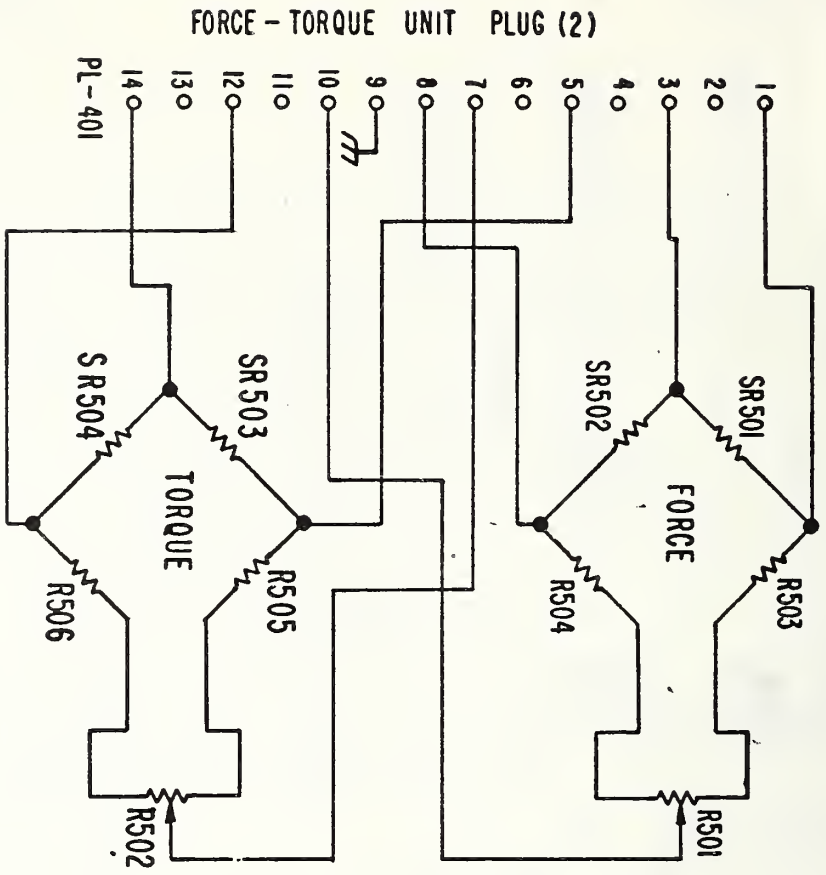 FORCE - TORQUE UNIT PLUG (2)
PL-401
14
13
12
11
10
9
8
7
6
5
4
3
2
1
SR504
SR503
SR502
SR501
TORQUE
FORCE
R506
R505
R504
R503
R502
R501